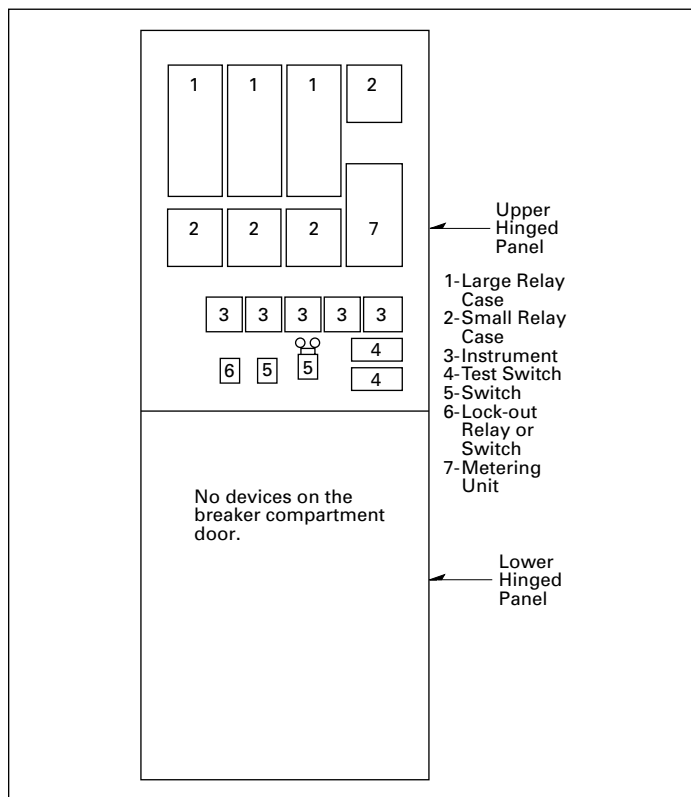 1 1 1 2
2 2 2 7
3 3 3 3 3
4
6 5 5
4
Upper
Hinged
Panel
1-Large Relay
Case
2-Small Relay
Case
3-Instrument
4-Test Switch
5-Switch
6-Lock-out
Relay or
Switch
7-Metering
Unit
No devices on the
breaker compartment
door.
Lower
Hinged
Panel